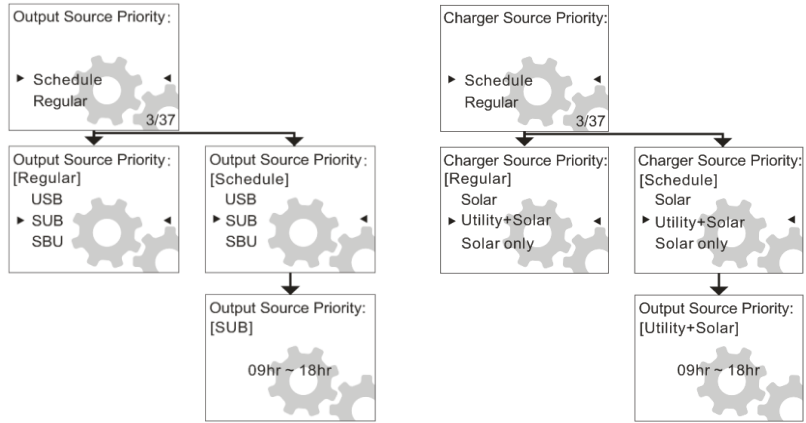 Output Source Priority:
Schedule
Regular
3/37
Output Source Priority:
[Regular]
USB
SUB
SBU
Output Source Priority:
[Schedule]
USB
SUB
SBU
Output Source Priority:
[SUB]
09hr ~ 18hr
Charger Source Priority:
Schedule
Regular
3/37
Charger Source Priority:
[Regular]
Solar
Utility+Solar
Solar only
Charger Source Priority:
[Schedule]
Solar
Utility+Solar
Solar only
Output Source Priority:
[Utility+Solar]
09hr ~ 18hr